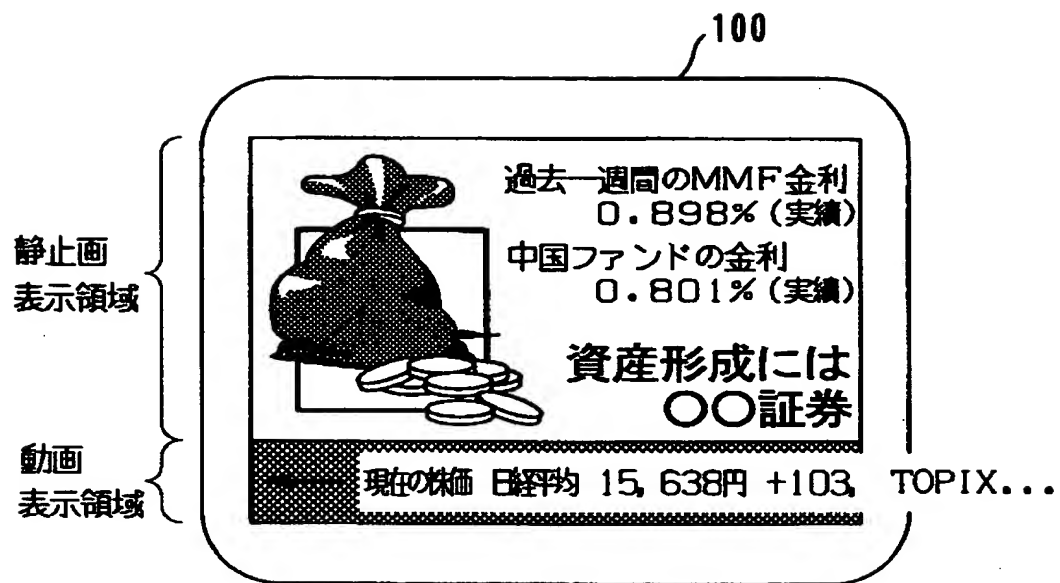 100
静止画
表示領域
過去一週間のMMF金利
0.898%(実績)
中国ファンドの金利
0.801%(実績)
資産形成には
〇〇証券
動画
表示領域
現在の株価 日経平均 15,638円 +103, TOPIX...